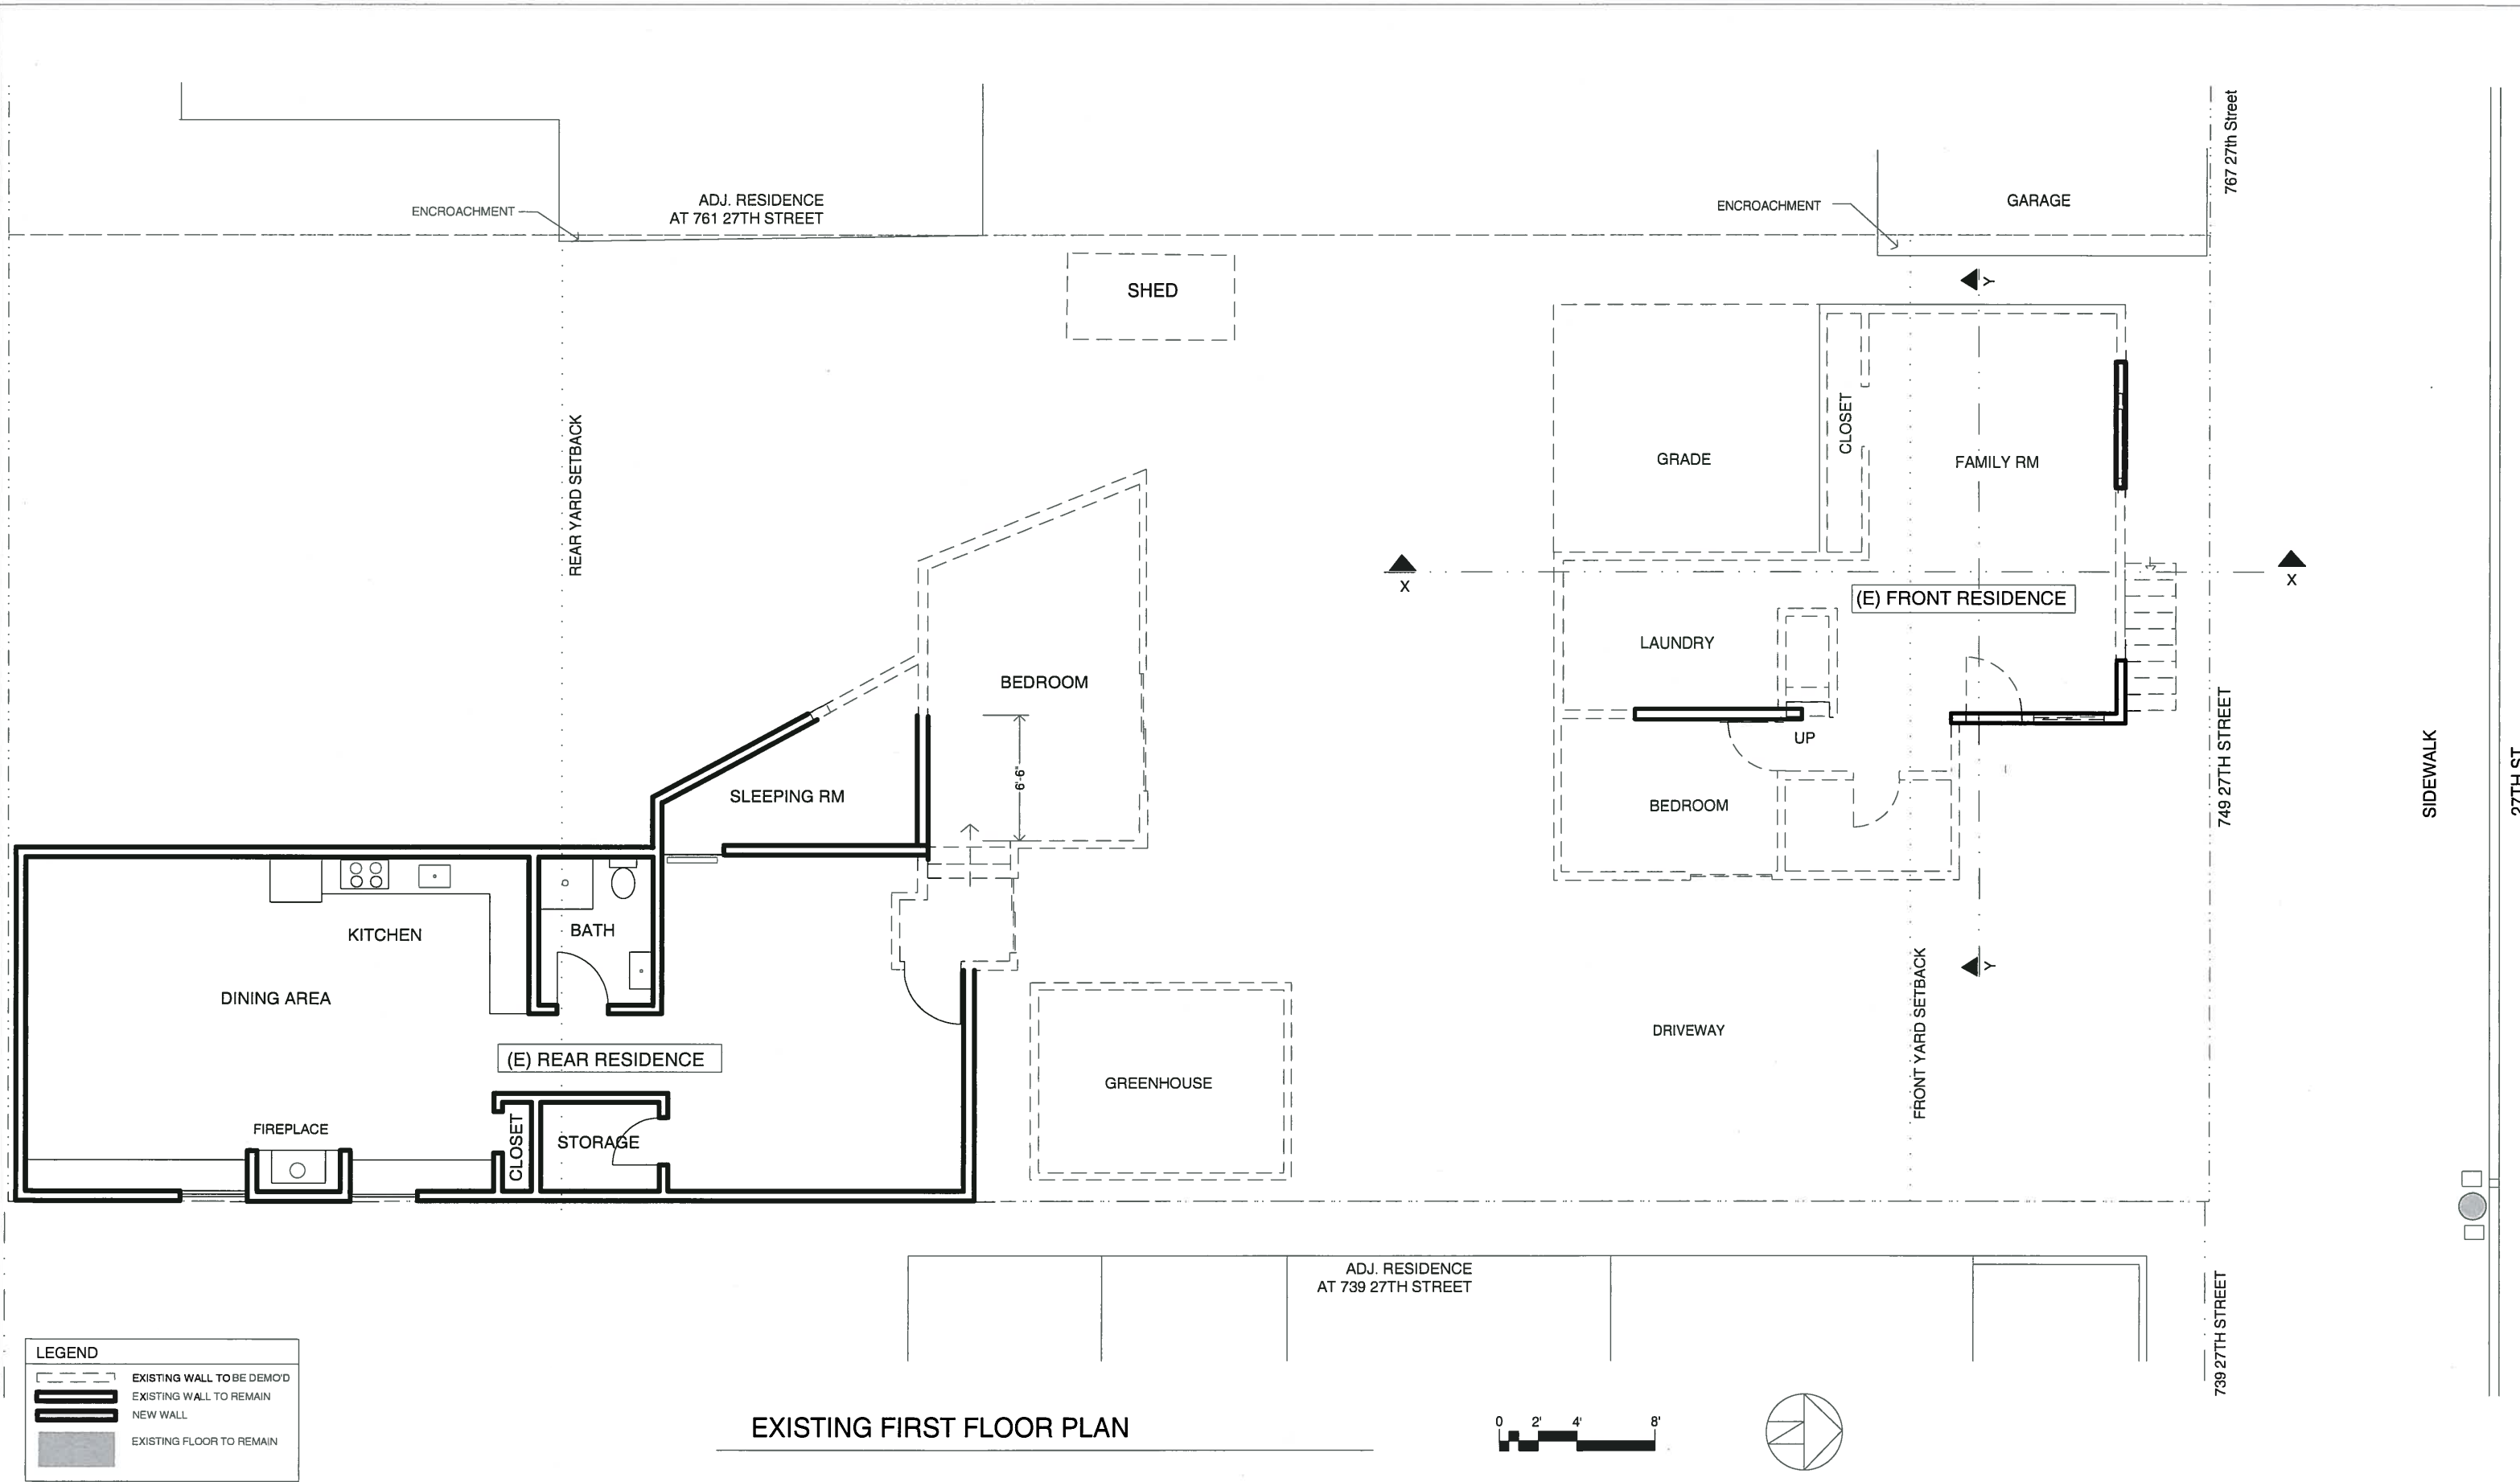 767 27th Street
ADJ. RESIDENCE
AT 761 27TH STREET
ENCROACHMENT
ENCROACHMENT
GARAGE
Y
SHED
REAR YARD SETBACK
CLOSET
GRADE
FAMILY RM
X
X
(E) FRONT RESIDENCE
LAUNDRY
BEDROOM
UP
6'-6"
SLEEPING RM
BEDROOM
749 27TH STREET
SIDEWALK
27TH ST
KITCHEN
BATH
DINING AREA
Y
FRONT YARD SETBACK
DRIVEWAY
(E) REAR RESIDENCE
GREENHOUSE
FIREPLACE
CLOSET
STORAGE
ADJ. RESIDENCE
AT 739 27TH STREET
739 27TH STREET
LEGEND
EXISTING WALL TO BE DEMO'D
EXISTING WALL TO REMAIN
NEW WALL
EXISTING FLOOR TO REMAIN
EXISTING FIRST FLOOR PLAN
0 2' 4' 8'
Z